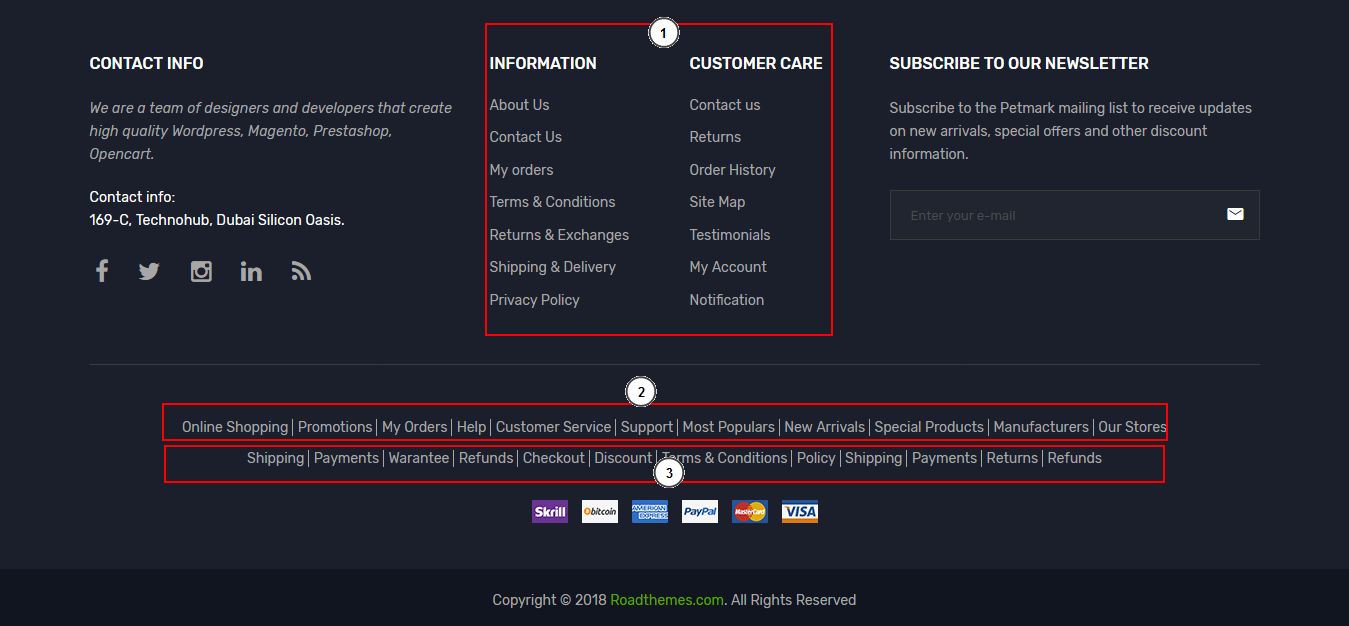 1
CONTACT INFO
We are a team of designers and developers that create
high quality Wordpress, Magento, Prestashop,
Opencart.
Contact info:
169-C, Technohub, Dubai Silicon Oasis.
INFORMATION
About Us
Contact Us
My orders
Terms & Conditions
Returns & Exchanges
Shipping & Delivery
Privacy Policy
CUSTOMER CARE
Contact us
Returns
Order History
Site Map
Testimonials
My Account
Notification
SUBSCRIBE TO OUR NEWSLETTER
Subscribe to the Petmark mailing list to receive updates
on new arrivals, special offers and other discount
information.
Enter your e-mail
2
Online Shopping | Promotions | My Orders | Help | Customer Service | Support | Most Populars | New Arrivals | Special Products | Manufacturers | Our Stores
Shipping | Payments | Warantee | Refunds | Checkout | Discount | Terms & Conditions | Policy | Shipping | Payments | Returns | Refunds
3
Skrill bitcoin AMERICAN EXPRESS PayPal MasterCard VISA
Copyright © 2018 Roadthemes.com. All Rights Reserved